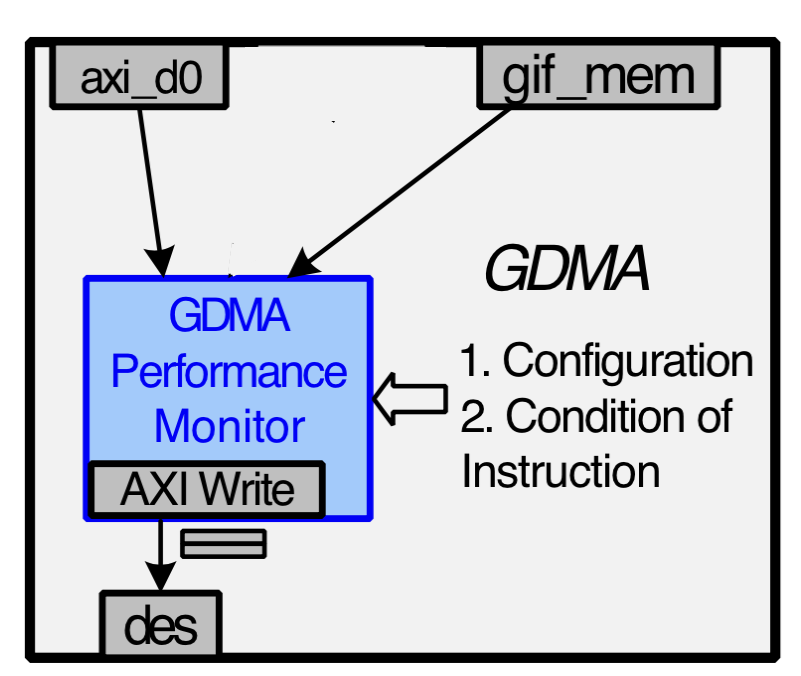 axi_d0
gif_mem
GDMA
GDMA
Performance
Monitor
1. Configuration
2. Condition of
Instruction
AXI Write
des